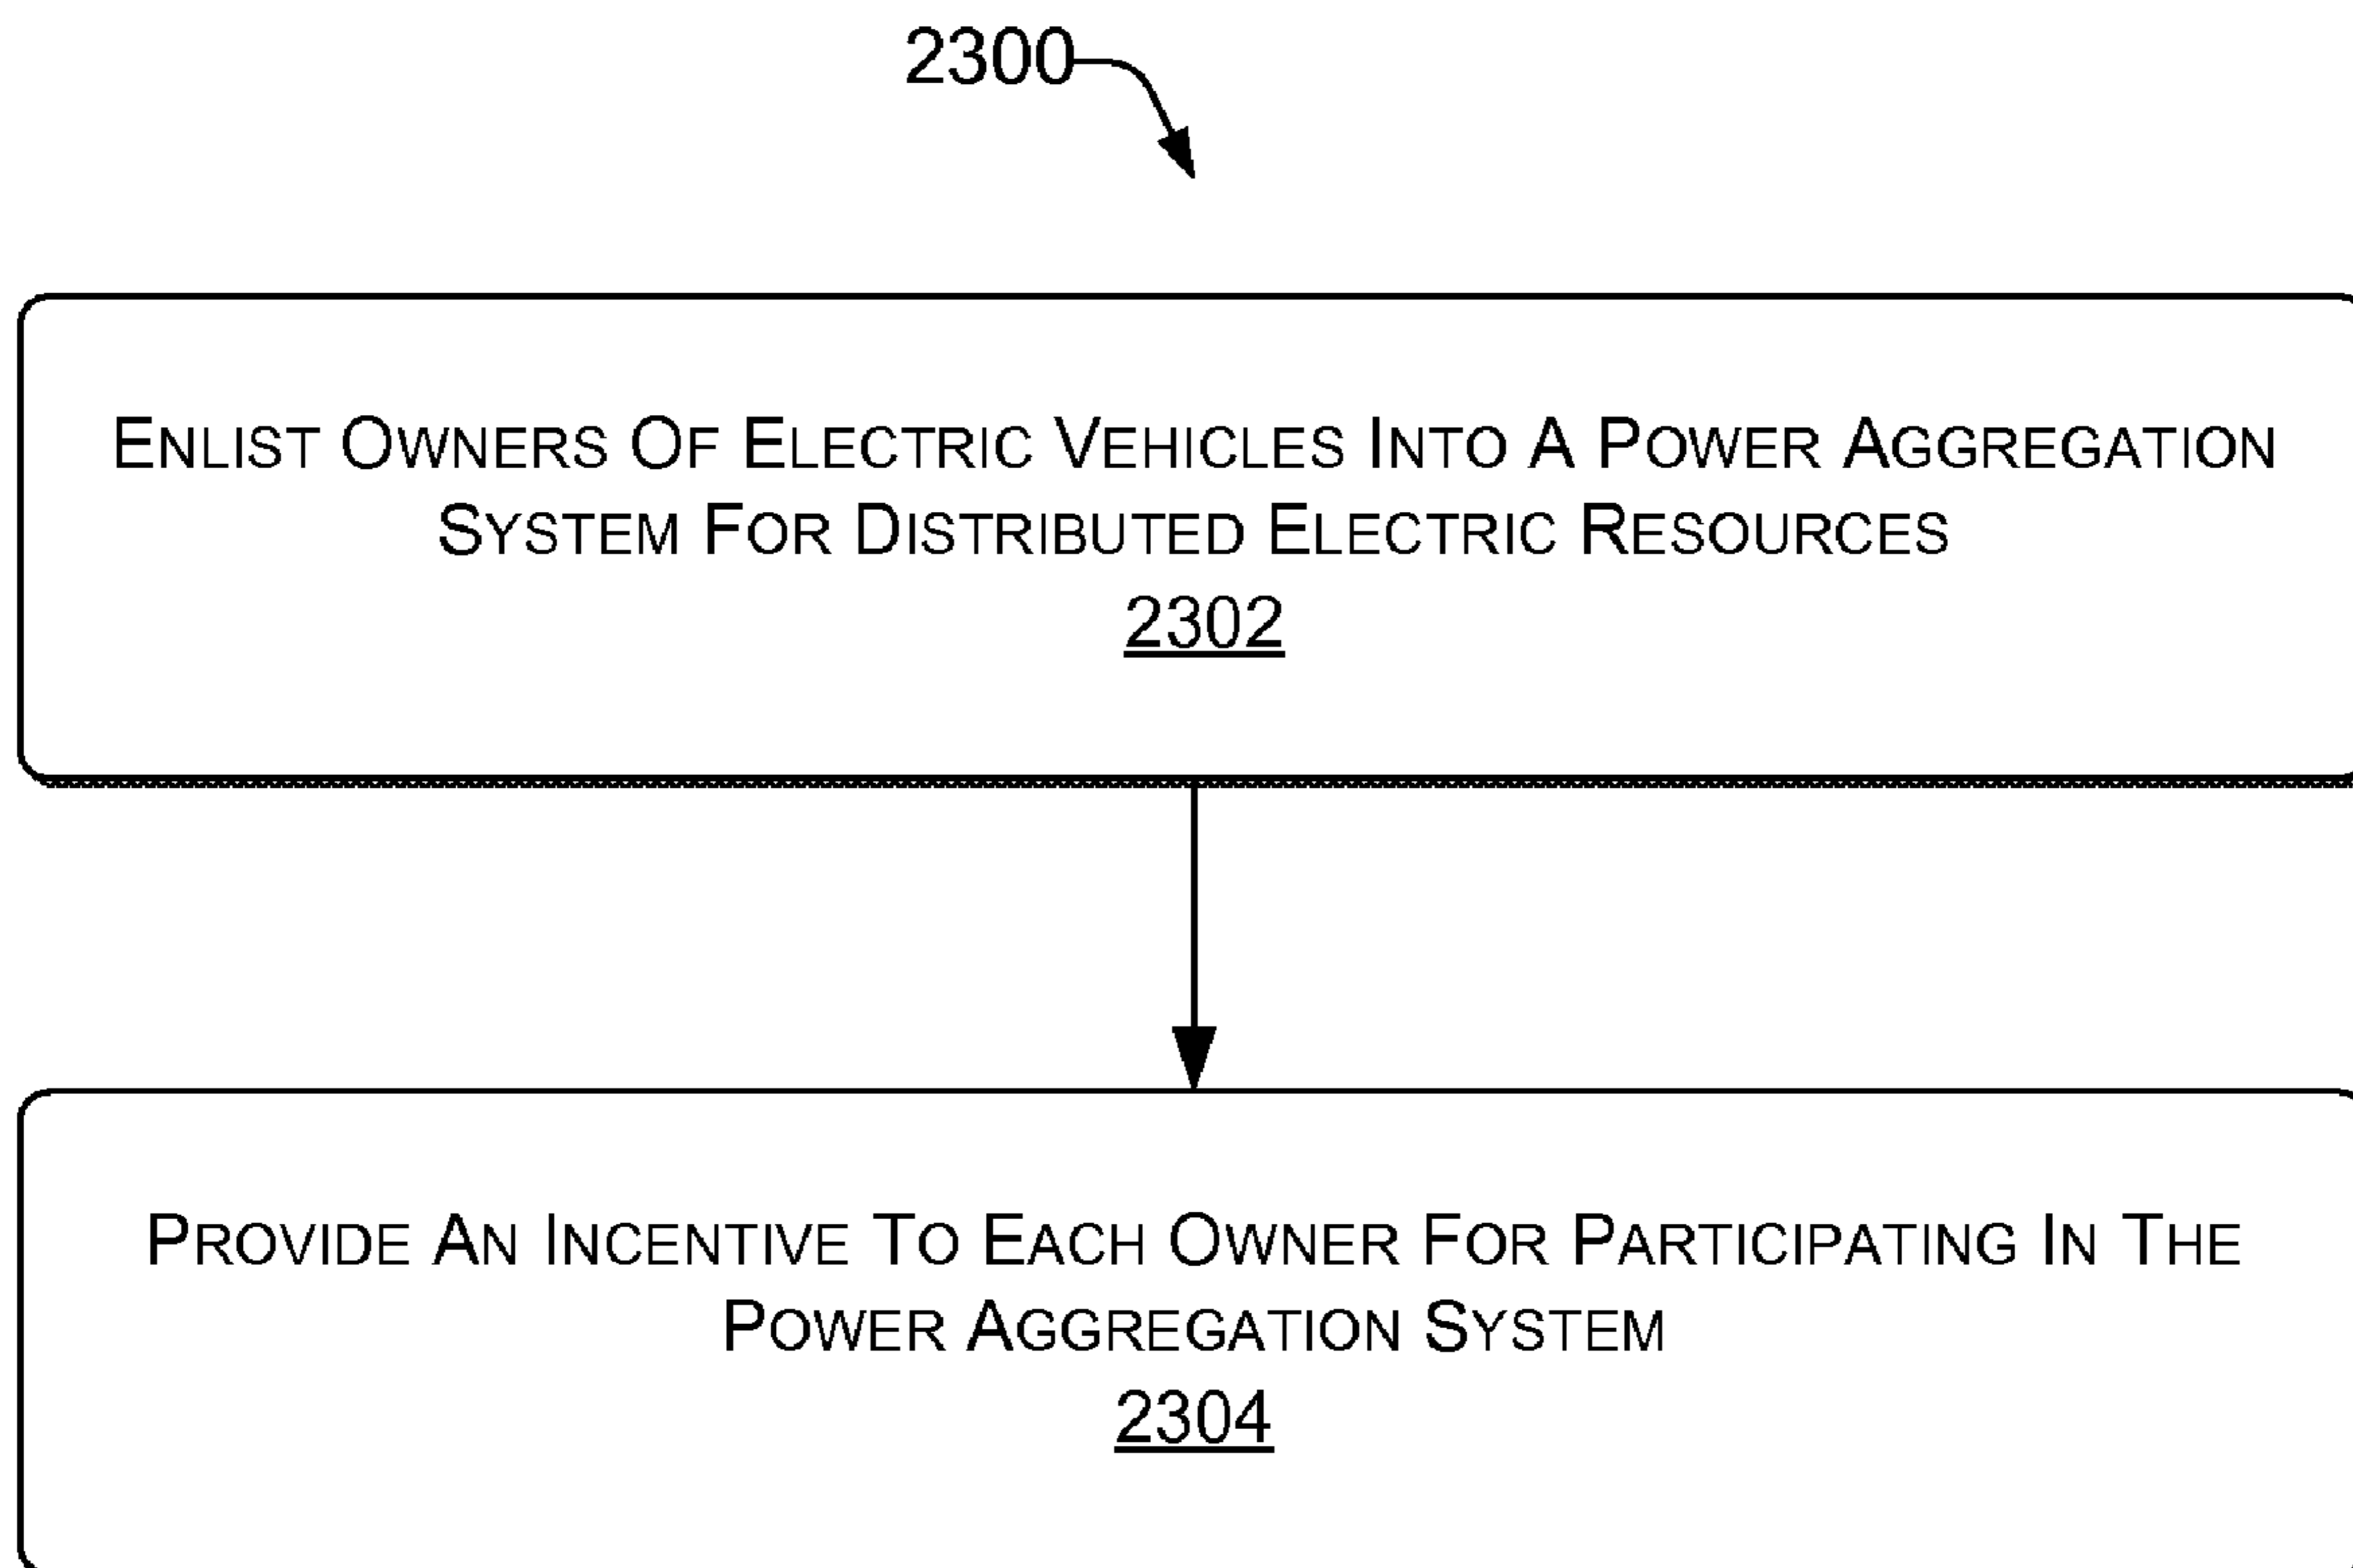 2300
ENLIST OWNERS OF ELECTRIC VEHICLES INTO A POWER AGGREGATION
SYSTEM FOR DISTRIBUTED ELECTRIC RESOURCES
2302
PROVIDE AN INCENTIVE TO EACH OWNER FOR PARTICIPATING IN THE
POWER AGGREGATION SYSTEM
2304